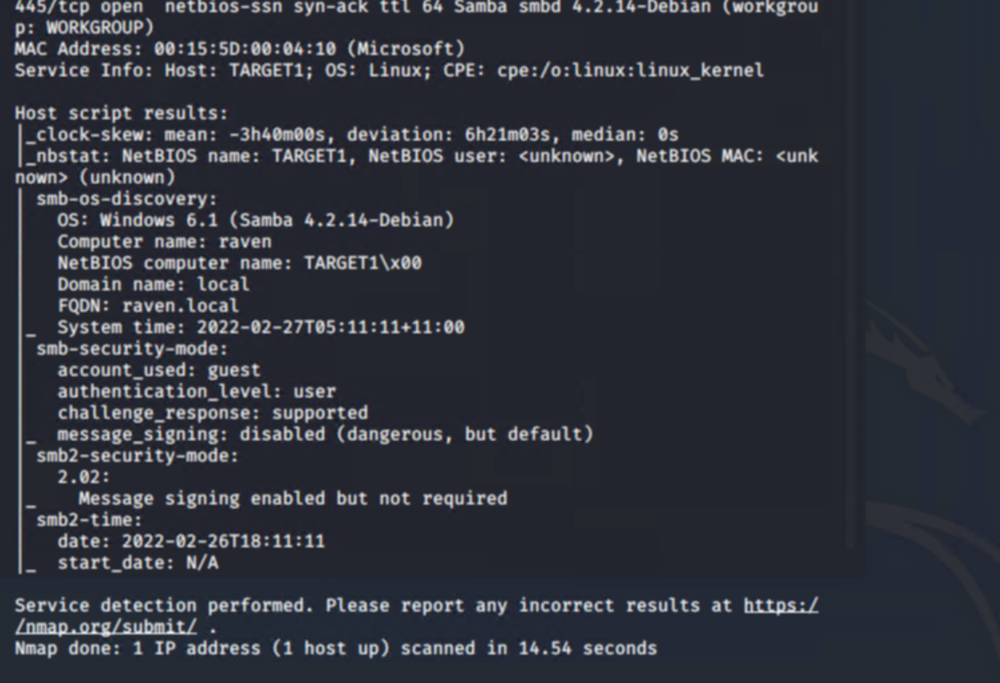 445/tcp open  netbios-ssn syn-ack ttl 64 Samba smbd 4.2.14-Debian (workgrou
p: WORKGROUP)
MAC Address: 00:15:5D:00:04:10 (Microsoft)
Service Info: Host: TARGET1; OS: Linux; CPE: cpe:/o:linux:linux_kernel

Host script results:
|_clock-skew: mean: -3h40m00s, deviation: 6h21m03s, median: 0s
|_nbstat: NetBIOS name: TARGET1, NetBIOS user: <unknown>, NetBIOS MAC: <unk
nown> (unknown)
| smb-os-discovery:
|   OS: Windows 6.1 (Samba 4.2.14-Debian)
|   Computer name: raven
|   NetBIOS computer name: TARGET1\x00
|   Domain name: local
|   FQDN: raven.local
|_  System time: 2022-02-27T05:11:11+11:00
| smb-security-mode:
|   account_used: guest
|   authentication_level: user
|   challenge_response: supported
|_  message_signing: disabled (dangerous, but default)
| smb2-security-mode:
|   2.02:
|_    Message signing enabled but not required
| smb2-time:
|   date: 2022-02-26T18:11:11
|_  start_date: N/A

Service detection performed. Please report any incorrect results at https:/
/nmap.org/submit/ .
Nmap done: 1 IP address (1 host up) scanned in 14.54 seconds